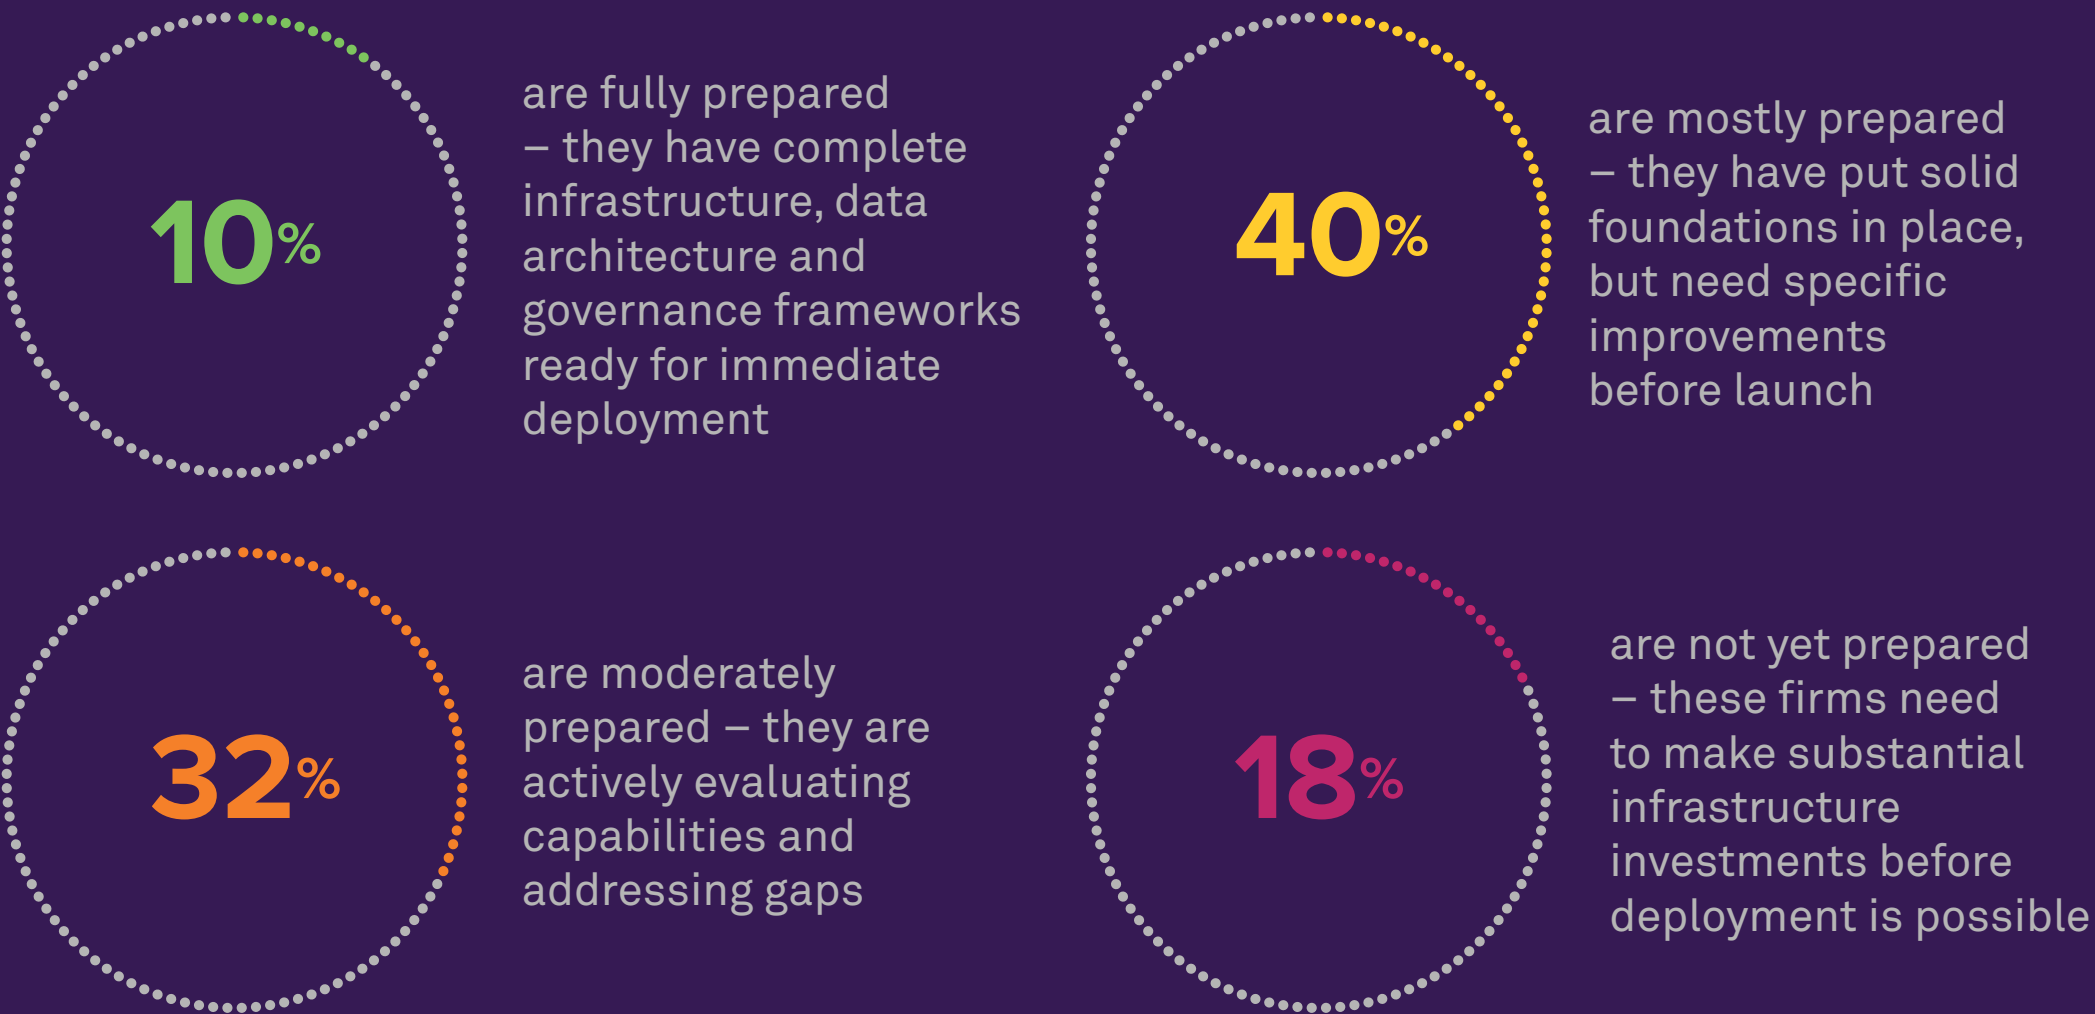 10%
are fully prepared
– they have complete
infrastructure, data
architecture and
governance frameworks
ready for immediate
deployment
40%
are mostly prepared
– they have put solid
foundations in place,
but need specific
improvements
before launch
32%
are moderately
prepared – they are
actively evaluating
capabilities and
addressing gaps
18%
are not yet prepared
– these firms need
to make substantial
infrastructure
investments before
deployment is possible